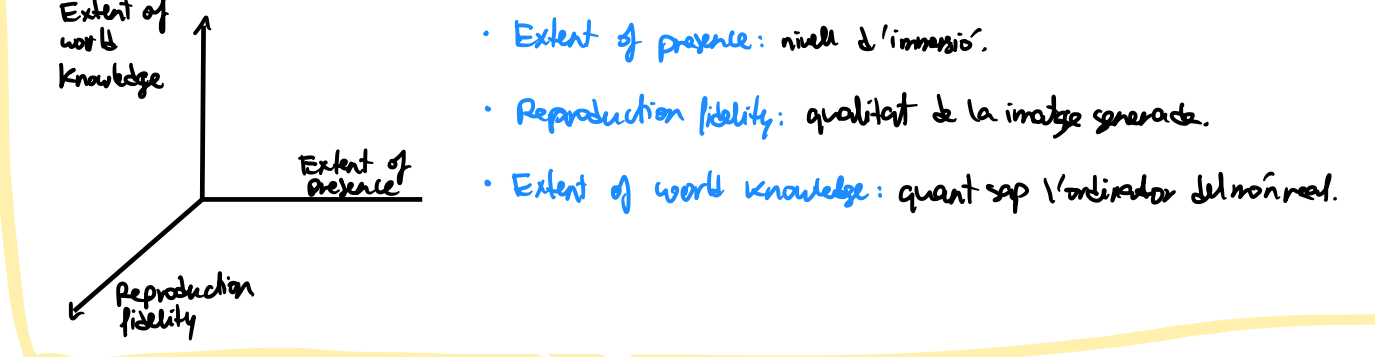 Extent of
world
Knowledge
Extent of
presence
Reproduction
fidelity
· Extent of presence: nivell d'immersió.
· Reproduction fidelity: qualitat de la imatge generada.
· Extent of world Knowledge: quant sap l'ordinador del món real.